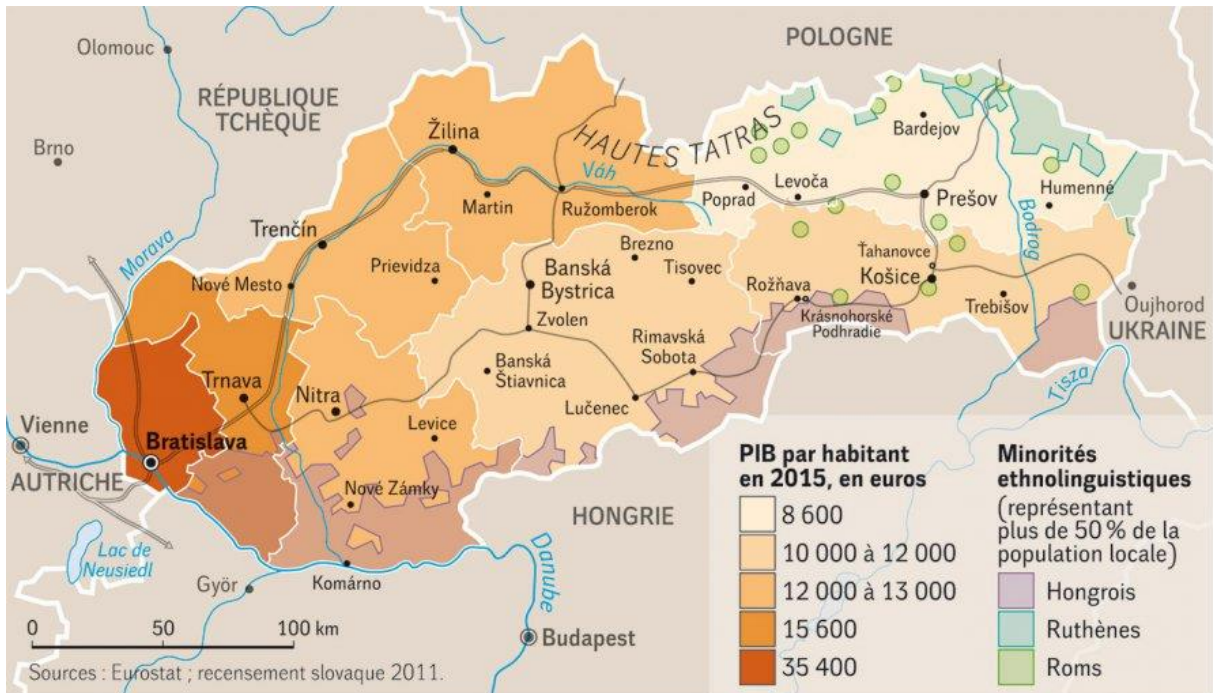 POLOGNE
Olomouc
RÉPUBLIQUE
TCHÈQUE
Brno
Žilina
HAUTES TATRAS
Váh
Martin
Ružomberok
Poprad
Levoča
Bardejov
Prešov
Humenné
Bodrog
Morava
Trenčín
Nové Mesto
Prievidza
Brezno
Tisovec
Banská
Bystrica
Zvolen
Ťahanovce
Košice
Rožňava
Krásnohorské
Podhradie
Trebišov
Oujhorod
UKRAINE
Tisza
Rimavská
Sobota
Banská
Štiavnica
Lučenec
Trnava
Nitra
Levice
Vienne
Bratislava
AUTRICHE
Nové Zámky
HONGRIE
Lac de
Neusiedl
Györ
Komárno
Danube
Budapest
0 50 100 km
Sources : Eurostat ; recensement slovaque 2011.
PIB par habitant
en 2015, en euros
8 600
10 000 à 12 000
12 000 à 13 000
15 600
35 400
Minorités
ethnolinguistiques
(représentant
plus de 50 % de la
population locale)
Hongrois
Ruthènes
Roms